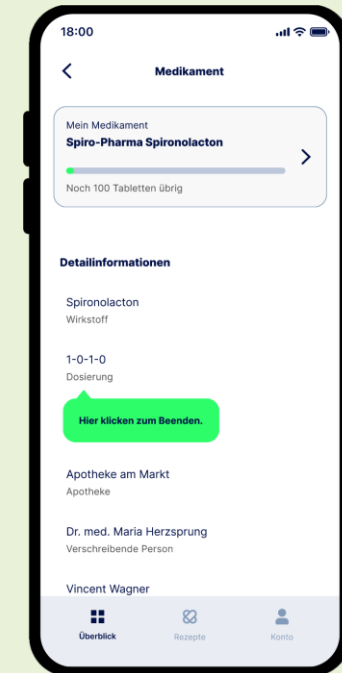 18:00
Medikament
Mein Medikament
Spiro-Pharma Spironolacton
Noch 100 Tabletten übrig
Detailinformationen
Spironolacton
Wirkstoff
1-0-1-0
Dosierung
Hier klicken zum Beenden.
Apotheke am Markt
Apotheke
Dr. med. Maria Herzsprung
Verschreibende Person
Vincent Wagner
Überblick
Rezepte
Konto